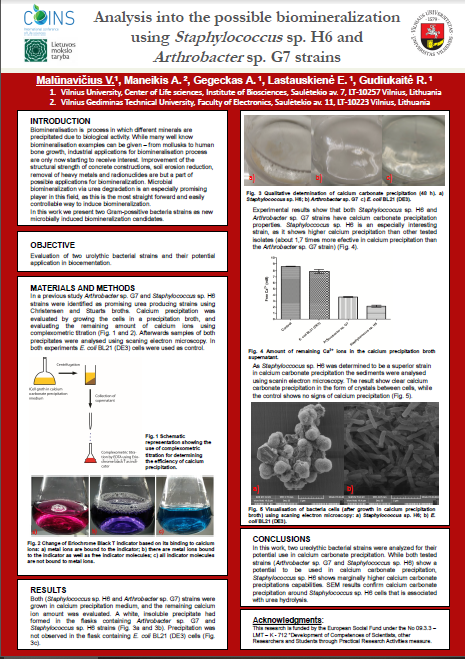 COINS
Lietuvos
mokslo
taryba
Analysis into the possible biomineralization
using Staphylococcus sp. H6 and
Arthrobacter sp. G7 strains
Malūnavičius V.¹, Maneikis A.², Gegeckas A.¹, Lastauskienė E.¹, Gudiukaitė R.¹
1. Vilnius University, Center of Life sciences, Institute of Biosciences, Saulėtekio av. 7, LT-10257 Vilnius, Lithuania
2. Vilnius Gediminas Technical University, Faculty of Electronics, Saulėtekio av. 11, LT-10223 Vilnius, Lithuania
INTRODUCTION
Biomineralisation is process in which different minerals are
precipitated due to biological activity. While many well know
biomineralisation examples can be given – from mollusks to human
bone growth, industrial applications for biomineralisation process
are only now starting to receive interest. Improvement of the
structural strength of concrete constructions, soil erosion reduction,
removal of heavy metals and radionuclides are but a part of
possible applications for biomineralization. Microbial
biomineralization via urea degradation is an especially promising
player in this field, as this is the most straight forward and easily
controllable way to induce biomineralization.
In this work we present two Gram-possitive bacteria strains as new
microbially induced biomineralization candidates.
OBJECTIVE
Evaluation of two urolythic bacterial strains and their potential
application in biocementation.
MATERIALS AND METHODS
In a previous study Arthrobacter sp. G7 and Staphylococcus sp. H6
strains were identified as promising urea producing strains using
Christensen and Stuarts broths. Calcium precipitation was
evaluated by growing the cells in a precipitation broth, and
evaluating the remaining amount of calcium ions using
complexometric titration (Fig. 1 and 2). Afterwards samples of both
precipitates were analysed using scanning electron microscopy. In
both experiments E. coli BL21 (DE3) cells were used as control.
Centrifugation
(Cell groth in calcium
carbonate precipitation
medium
Collection of
supernatant
Complexometric titra-
tion by EDTA using Erio-
chrome black T as indi-
cator
Fig. 1 Schematic
representation showing the
use of complexometric
titration for determining
the efficiency of calcium
precipitation.
a
b
c
Fig. 2 Change of Eriochrome Black T indicator based on its binding to calcium
ions: a) metal ions are bound to the indicator; b) there are metal ions bound
to the indicator as well as free indicator molecules; c) all indicator molecules
are not bound to metal ions.
RESULTS
Both (Staphylococcus sp. H6 and Arthrobacter sp. G7) strains were
grown in calcium precipitation medium, and the remaining calcium
ion amount was evaluated. A white, insoluble precipitate had
formed in the flesks containing Arthrobacter sp. G7 and
Staphylococcus sp. H6 strains (Fig. 3a and 3b). Precipitation was
not observed in the flask containing E. coli BL21 (DE3) cells (Fig.
3c).
a
b
c
Fig. 3 Qualitative determination of calcium carbonate precipitation (48 h). a)
Staphylococcus sp. H6; b) Arthrobacter sp. G7 c) E. coli BL21 (DE3).
Experimental results show that both Staphylococcus sp. H6 and
Arthrobacter sp. G7 strains have calcium carbonate precipitation
properties. Staphylococcus sp. H6 is an especially interesting
strain, as it shows higher calcium precipitation than other tested
isolates (about 1,7 times more efective in calcium precipitation than
the Arthrobacter sp. G7 strain) (Fig. 4).
Control
E. coli BL21 (DE3)
Arthrobacter sp. G7
Staphylococcus sp. H6
Fig. 4 Amount of remaining Ca²⁺ ions in the calcium precipitation broth
supernatant.
As Staphylococcus sp. H6 was determined to be a superior strain
in calcium carbonate precipitation the sediments were analysed
using scanin electron microscopy. The result show clear calcium
carbonate precipitation in the form of crystals between cells, while
the control shows no signs of calcium precipitation (Fig. 5).
Fig. 5 Visualisation of bacteria cells (after growth in calcium precipitation
broth) using scanning electron microscopy: a) Staphylococcus sp. H6; b) E.
coli BL21 (DE3).
CONCLUSIONS
In this work, two ureolythic bacterial strains were analyzed for their
potential use in calcium carbonate precipitation. While both tested
strains (Arthrobacter sp. G7 and Staphylococcus sp. H6) show a
potential to be used in calcium carbonate precipitation,
Staphylococcus sp. H6 shows marginally higher calcium carbonate
precipitations capabilities. SEM results confirm calcium carbonate
precipitation around Staphylococcus sp. H6 cells that is associated
with urea hydrolysis.
Acknowledgments:
This research is funded by the European Social Fund under the No 09.3.3 –
LMT – K - 712 "Development of Competences of Scientists, other
Researchers and Students through Practical Research Activities measure.